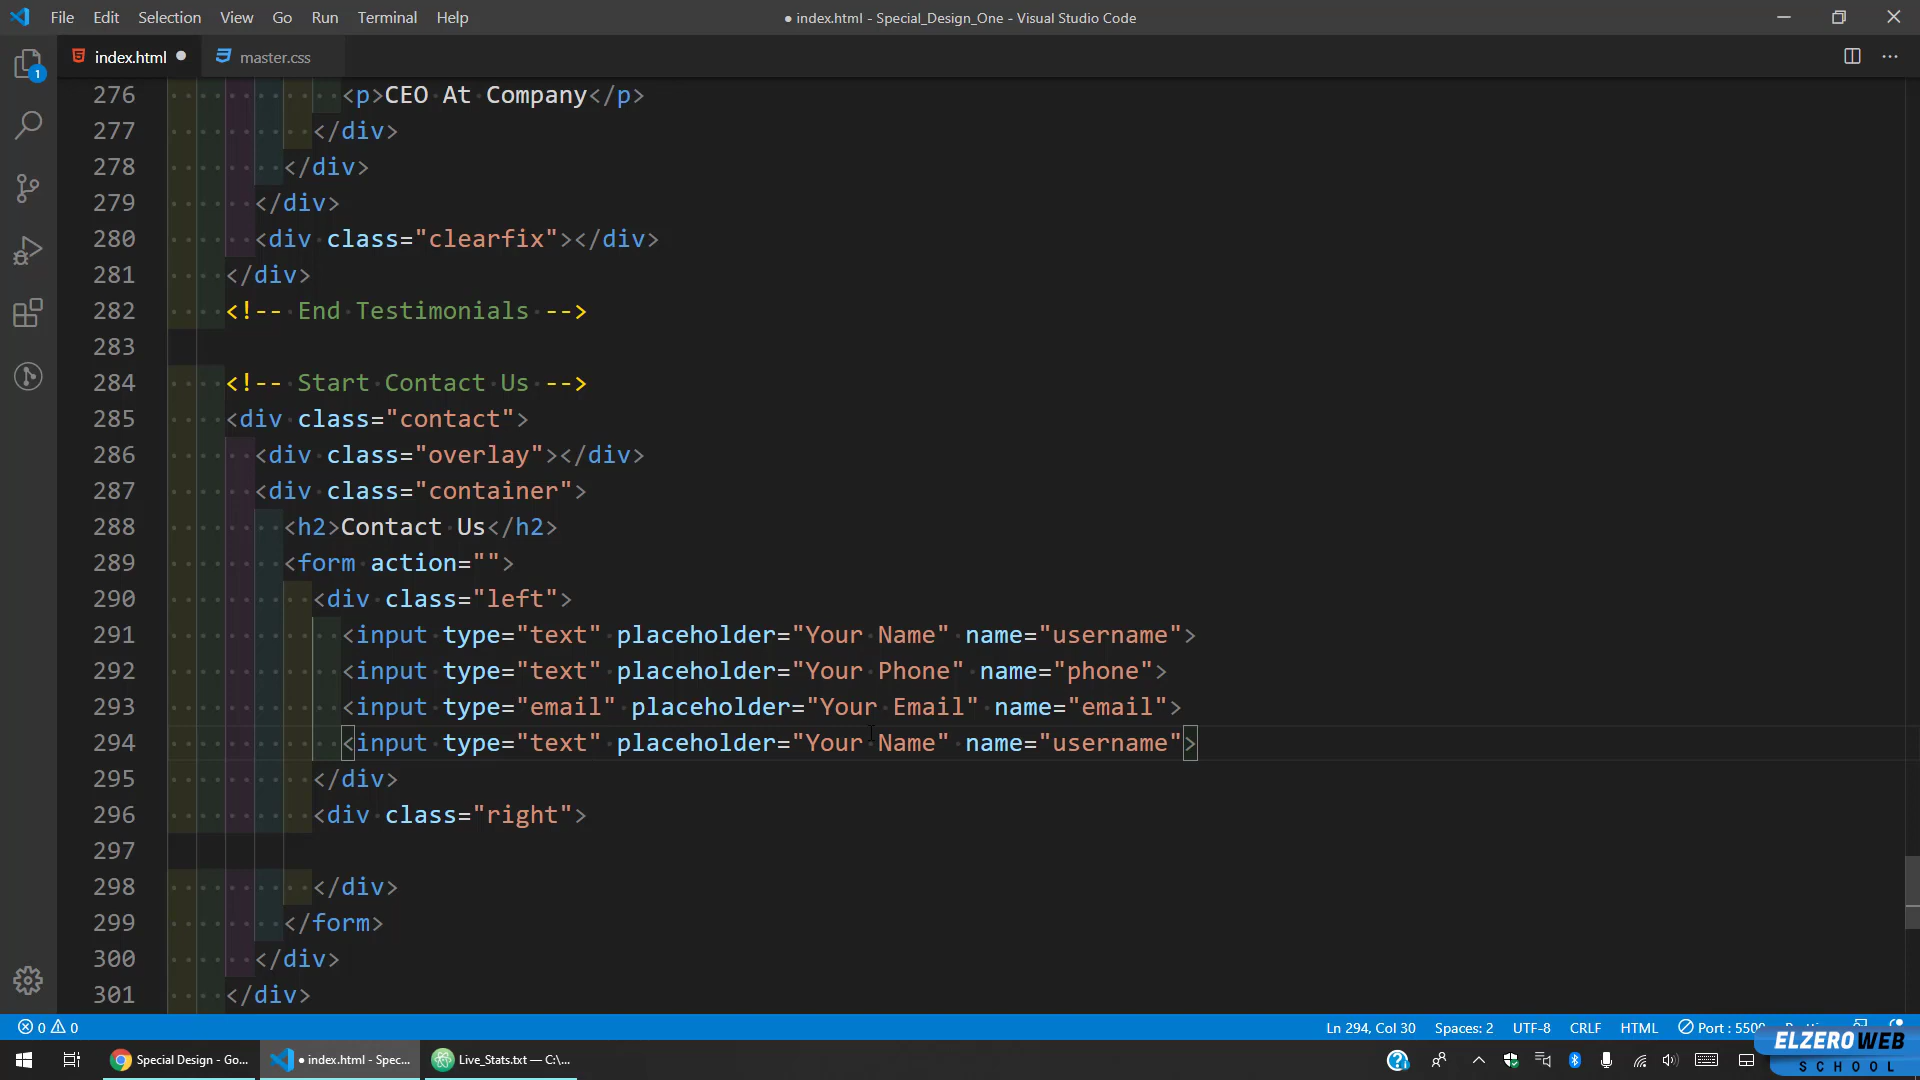 File Edit Selection View Go Run Terminal Help
● index.html - Special_Design_One - Visual Studio Code
index.html ● master.css
1
276 <p>CEO At Company</p>
277 </div>
278 </div>
279 </div>
280 <div class="clearfix"></div>
281 </div>
282 <!-- End Testimonials -->
283
284 <!-- Start Contact Us -->
285 <div class="contact">
286 <div class="overlay"></div>
287 <div class="container">
288 <h2>Contact Us</h2>
289 <form action="">
290 <div class="left">
291 <input type="text" placeholder="Your Name" name="username">
292 <input type="text" placeholder="Your Phone" name="phone">
293 <input type="email" placeholder="Your Email" name="email">
294 <input type="text" placeholder="Your Name" name="username">
295 </div>
296 <div class="right">
297
298 </div>
299 </form>
300 </div>
301 </div>
0 0 Ln 294, Col 30 Spaces: 2 UTF-8 CRLF HTML Port : 5500
Special Design - Go... ● index.html - Spec... Live_Stats.txt — C:\...
ELZEROWEB
SCHOOL